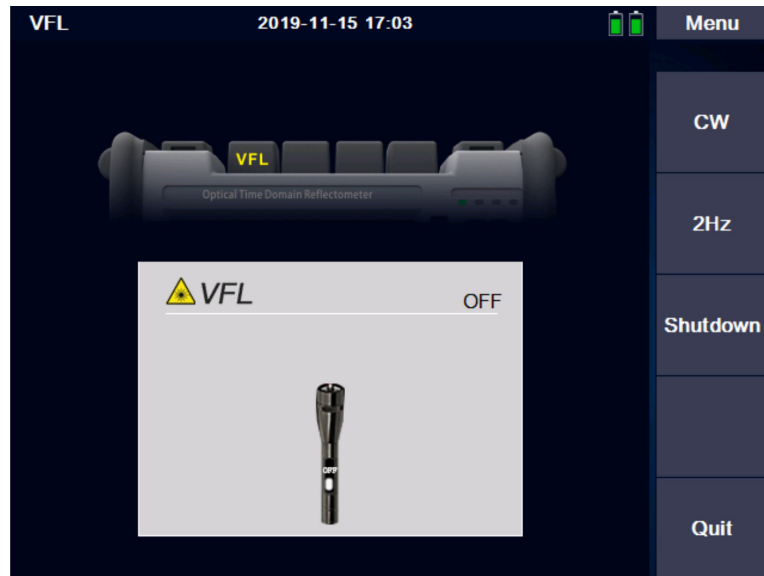 VFL 2019-11-15 17:03 Menu
CW
VFL
Optical Time Domain Reflectometer
2Hz
VFL OFF
Shutdown
OFF
Quit